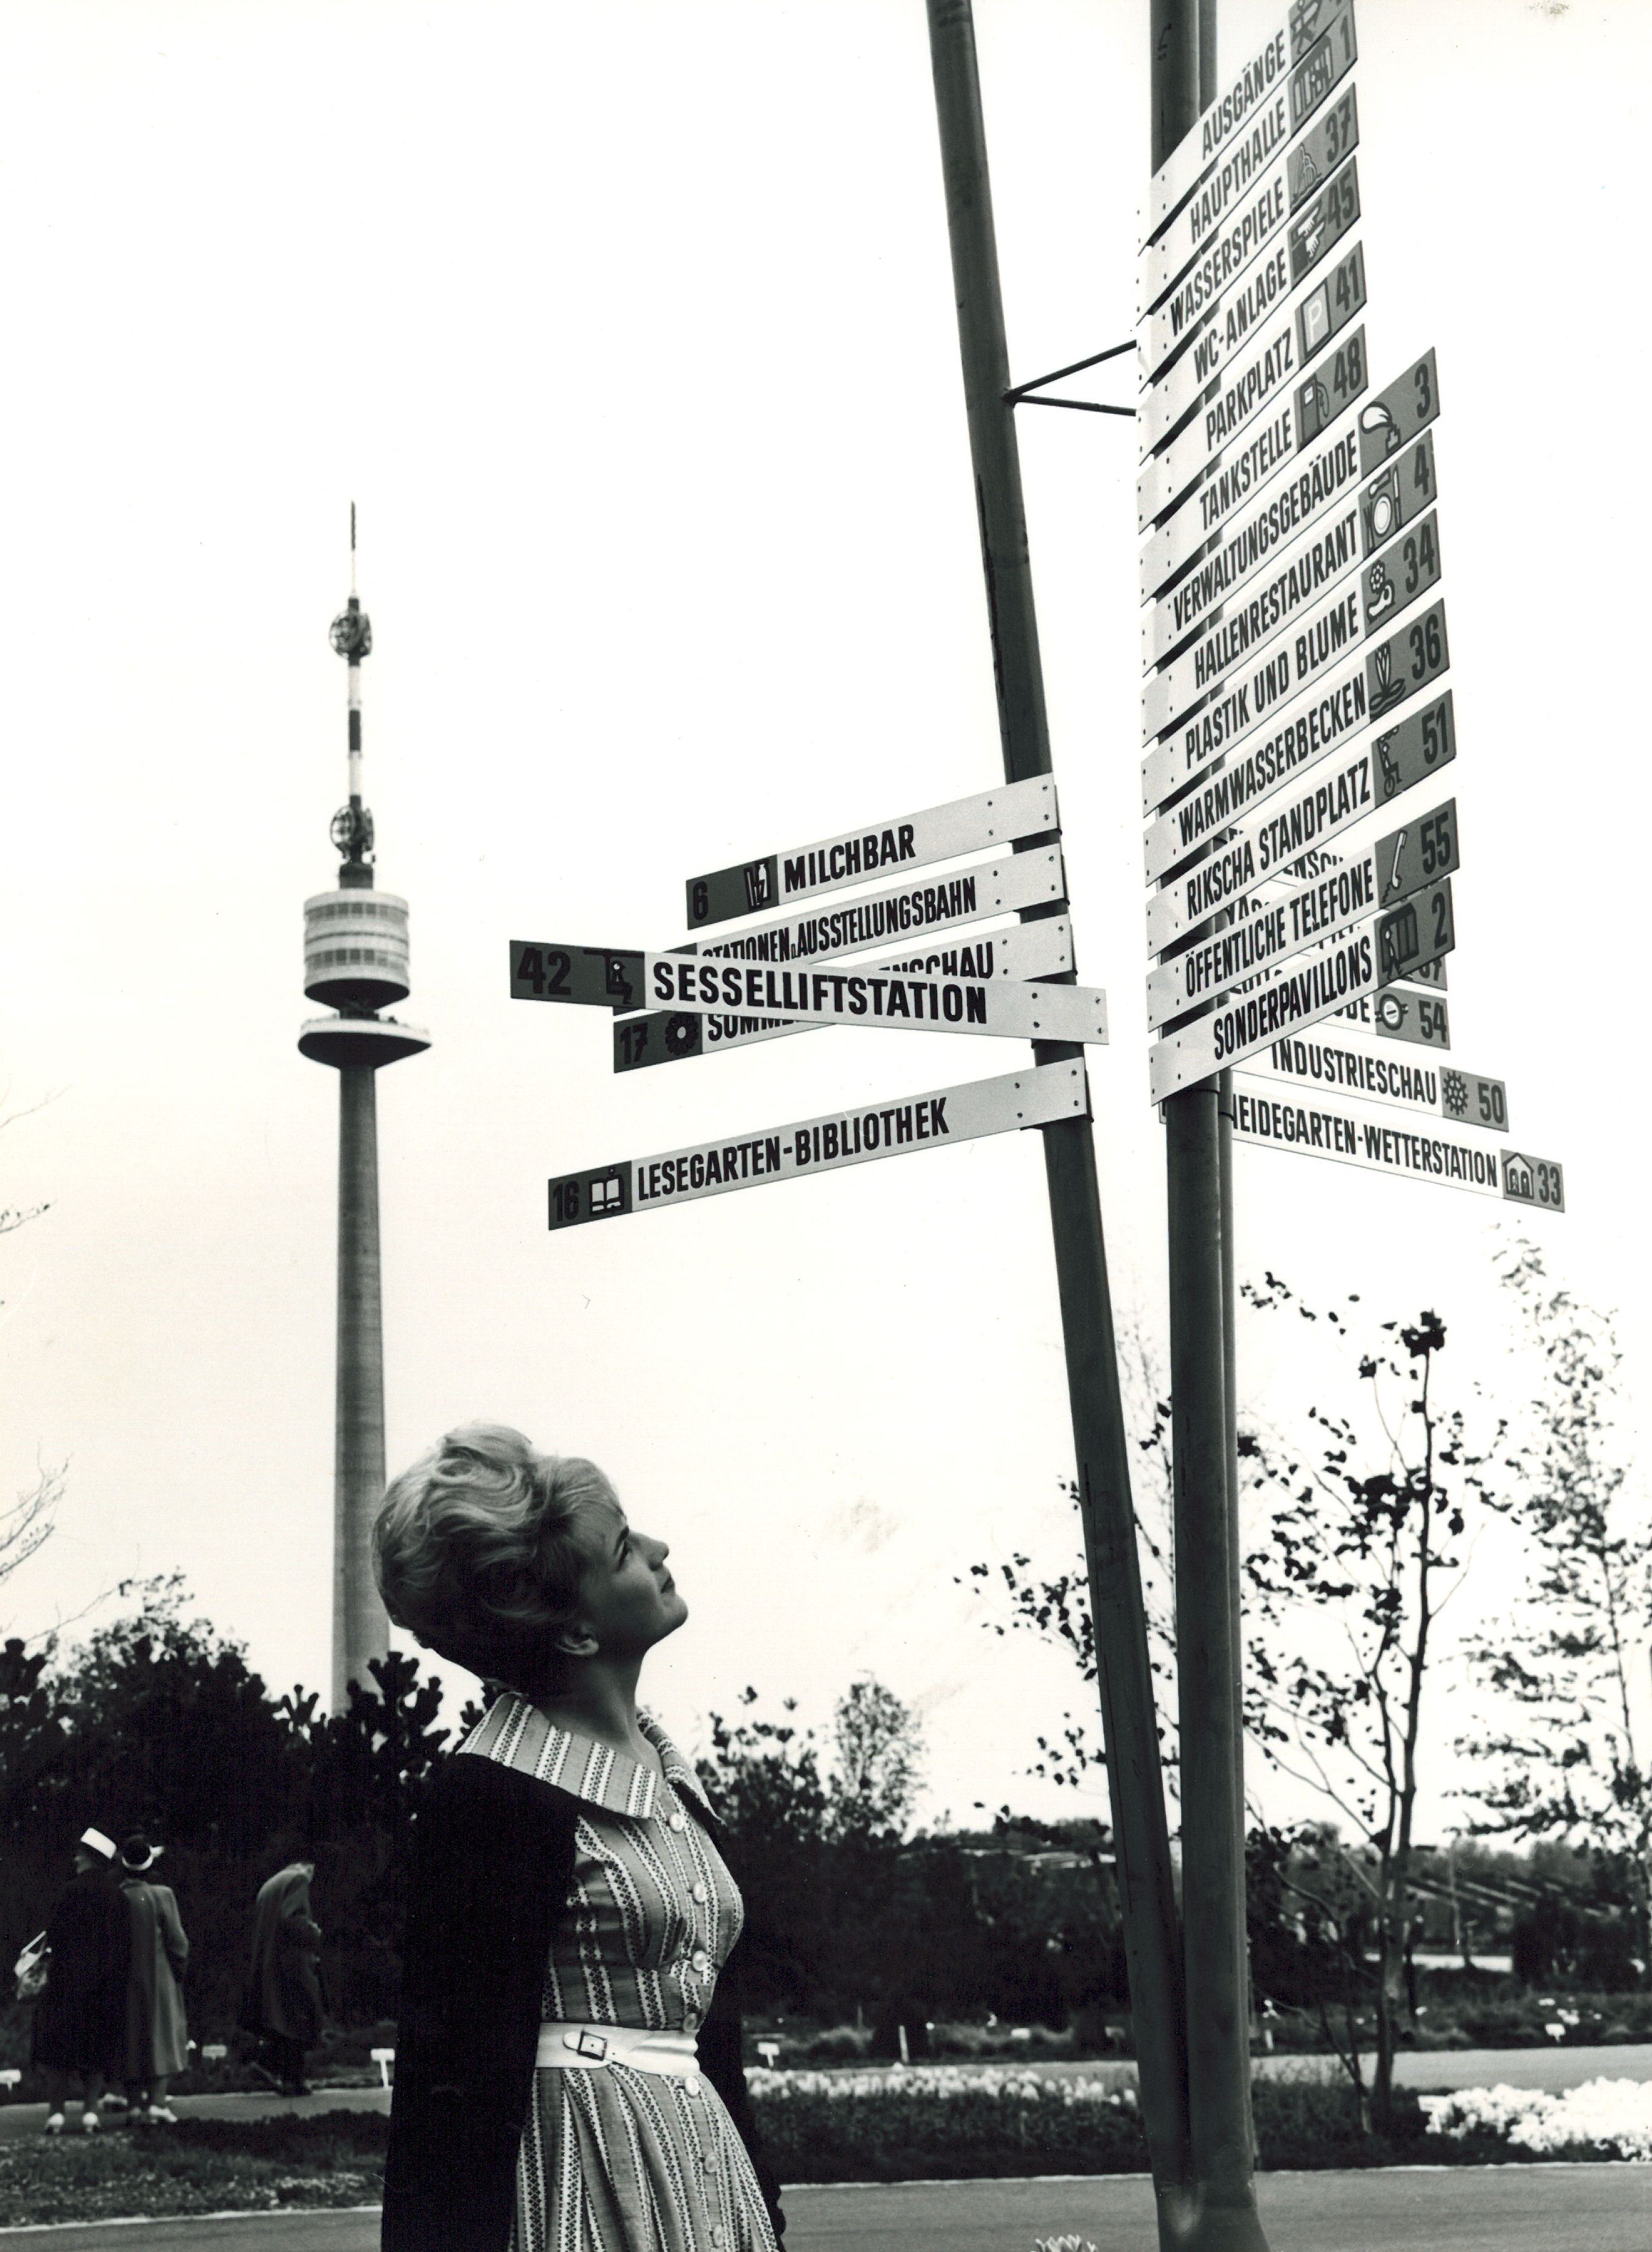 AUSGÄNGE
HAUPTHALLE 1
WASSERSPIELE 37
WC-ANLAGE 45
PARKPLATZ P 41
TANKSTELLE 48
VERWALTUNGSGEBÄUDE 3
HALLENRESTAURANT 4
PLASTIK UND BLUME 34
WARMWASSERBECKEN 36
RIKSCHA STANDPLATZ 51
ÖFFENTLICHE TELEFONE 55
SONDERPAVILLONS 2
54
INDUSTRIESCHAU 50
HEIDEGARTEN-WETTERSTATION 33
6 MILCHBAR
STATIONEN D. AUSSTELLUNGSBAHN
42 SESSELLIFTSTATION
17
16 LESEGARTEN-BIBLIOTHEK